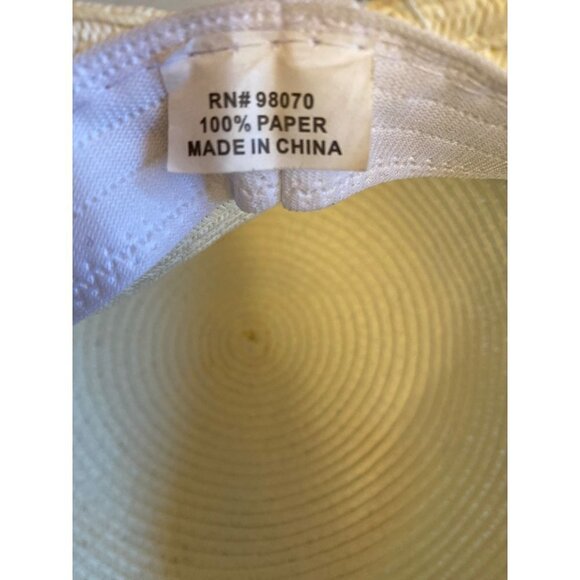 RN# 98070
100% PAPER
MADE IN CHINA